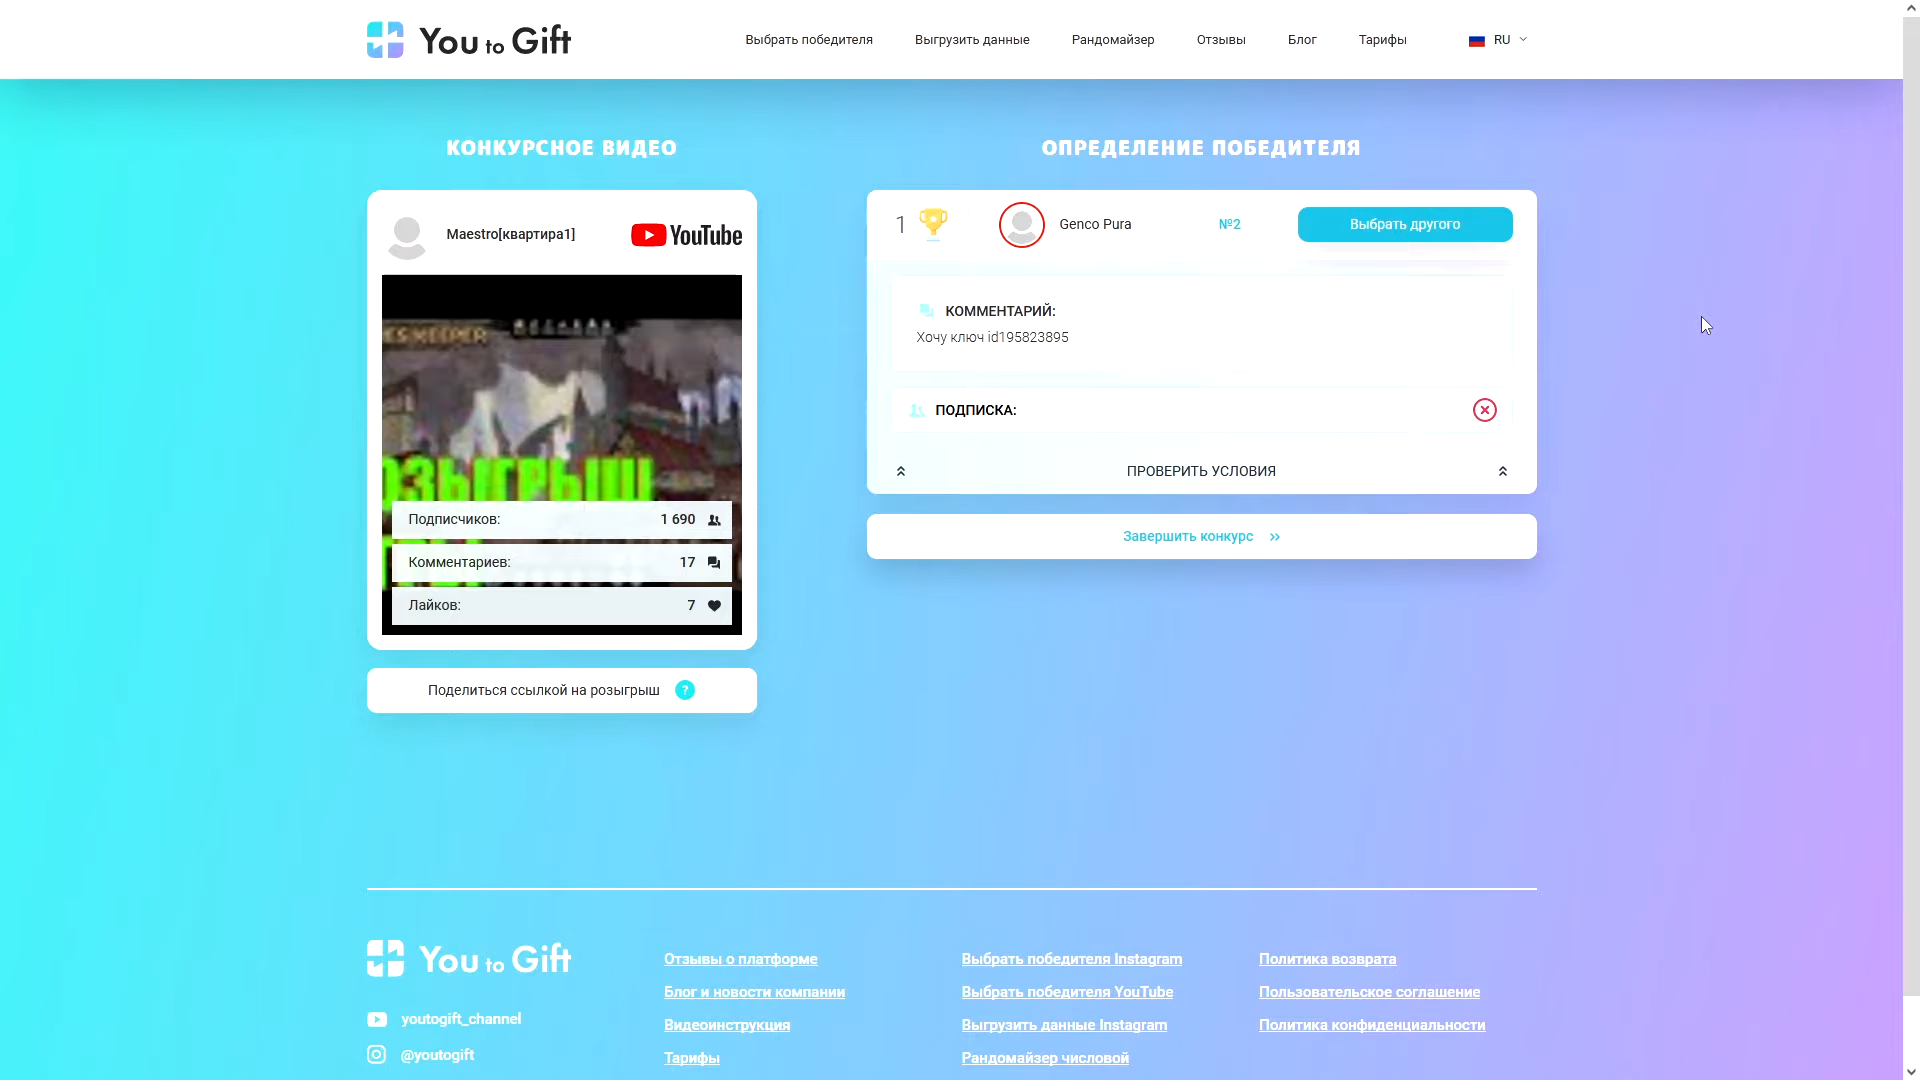 You to Gift
Выбрать победителя
Выгрузить данные
Рандомайзер
Отзывы
Блог
Тарифы
RU
КОНКУРСНОЕ ВИДЕО
Maestro[квартира1]
YouTube
Подписчиков: 1 690
Комментариев: 17
Лайков: 7
Поделиться ссылкой на розыгрыш ?
ОПРЕДЕЛЕНИЕ ПОБЕДИТЕЛЯ
1 Genco Pura №2 Выбрать другого
КОММЕНТАРИЙ:
Хочу ключ id195823895
ПОДПИСКА:
ПРОВЕРИТЬ УСЛОВИЯ
Завершить конкурс
You to Gift
youtogift_channel
@youtogift
Отзывы о платформе
Блог и новости компании
Видеоинструкция
Тарифы
Выбрать победителя Instagram
Выбрать победителя YouTube
Выгрузить данные Instagram
Рандомайзер числовой
Политика возврата
Пользовательское соглашение
Политика конфиденциальности